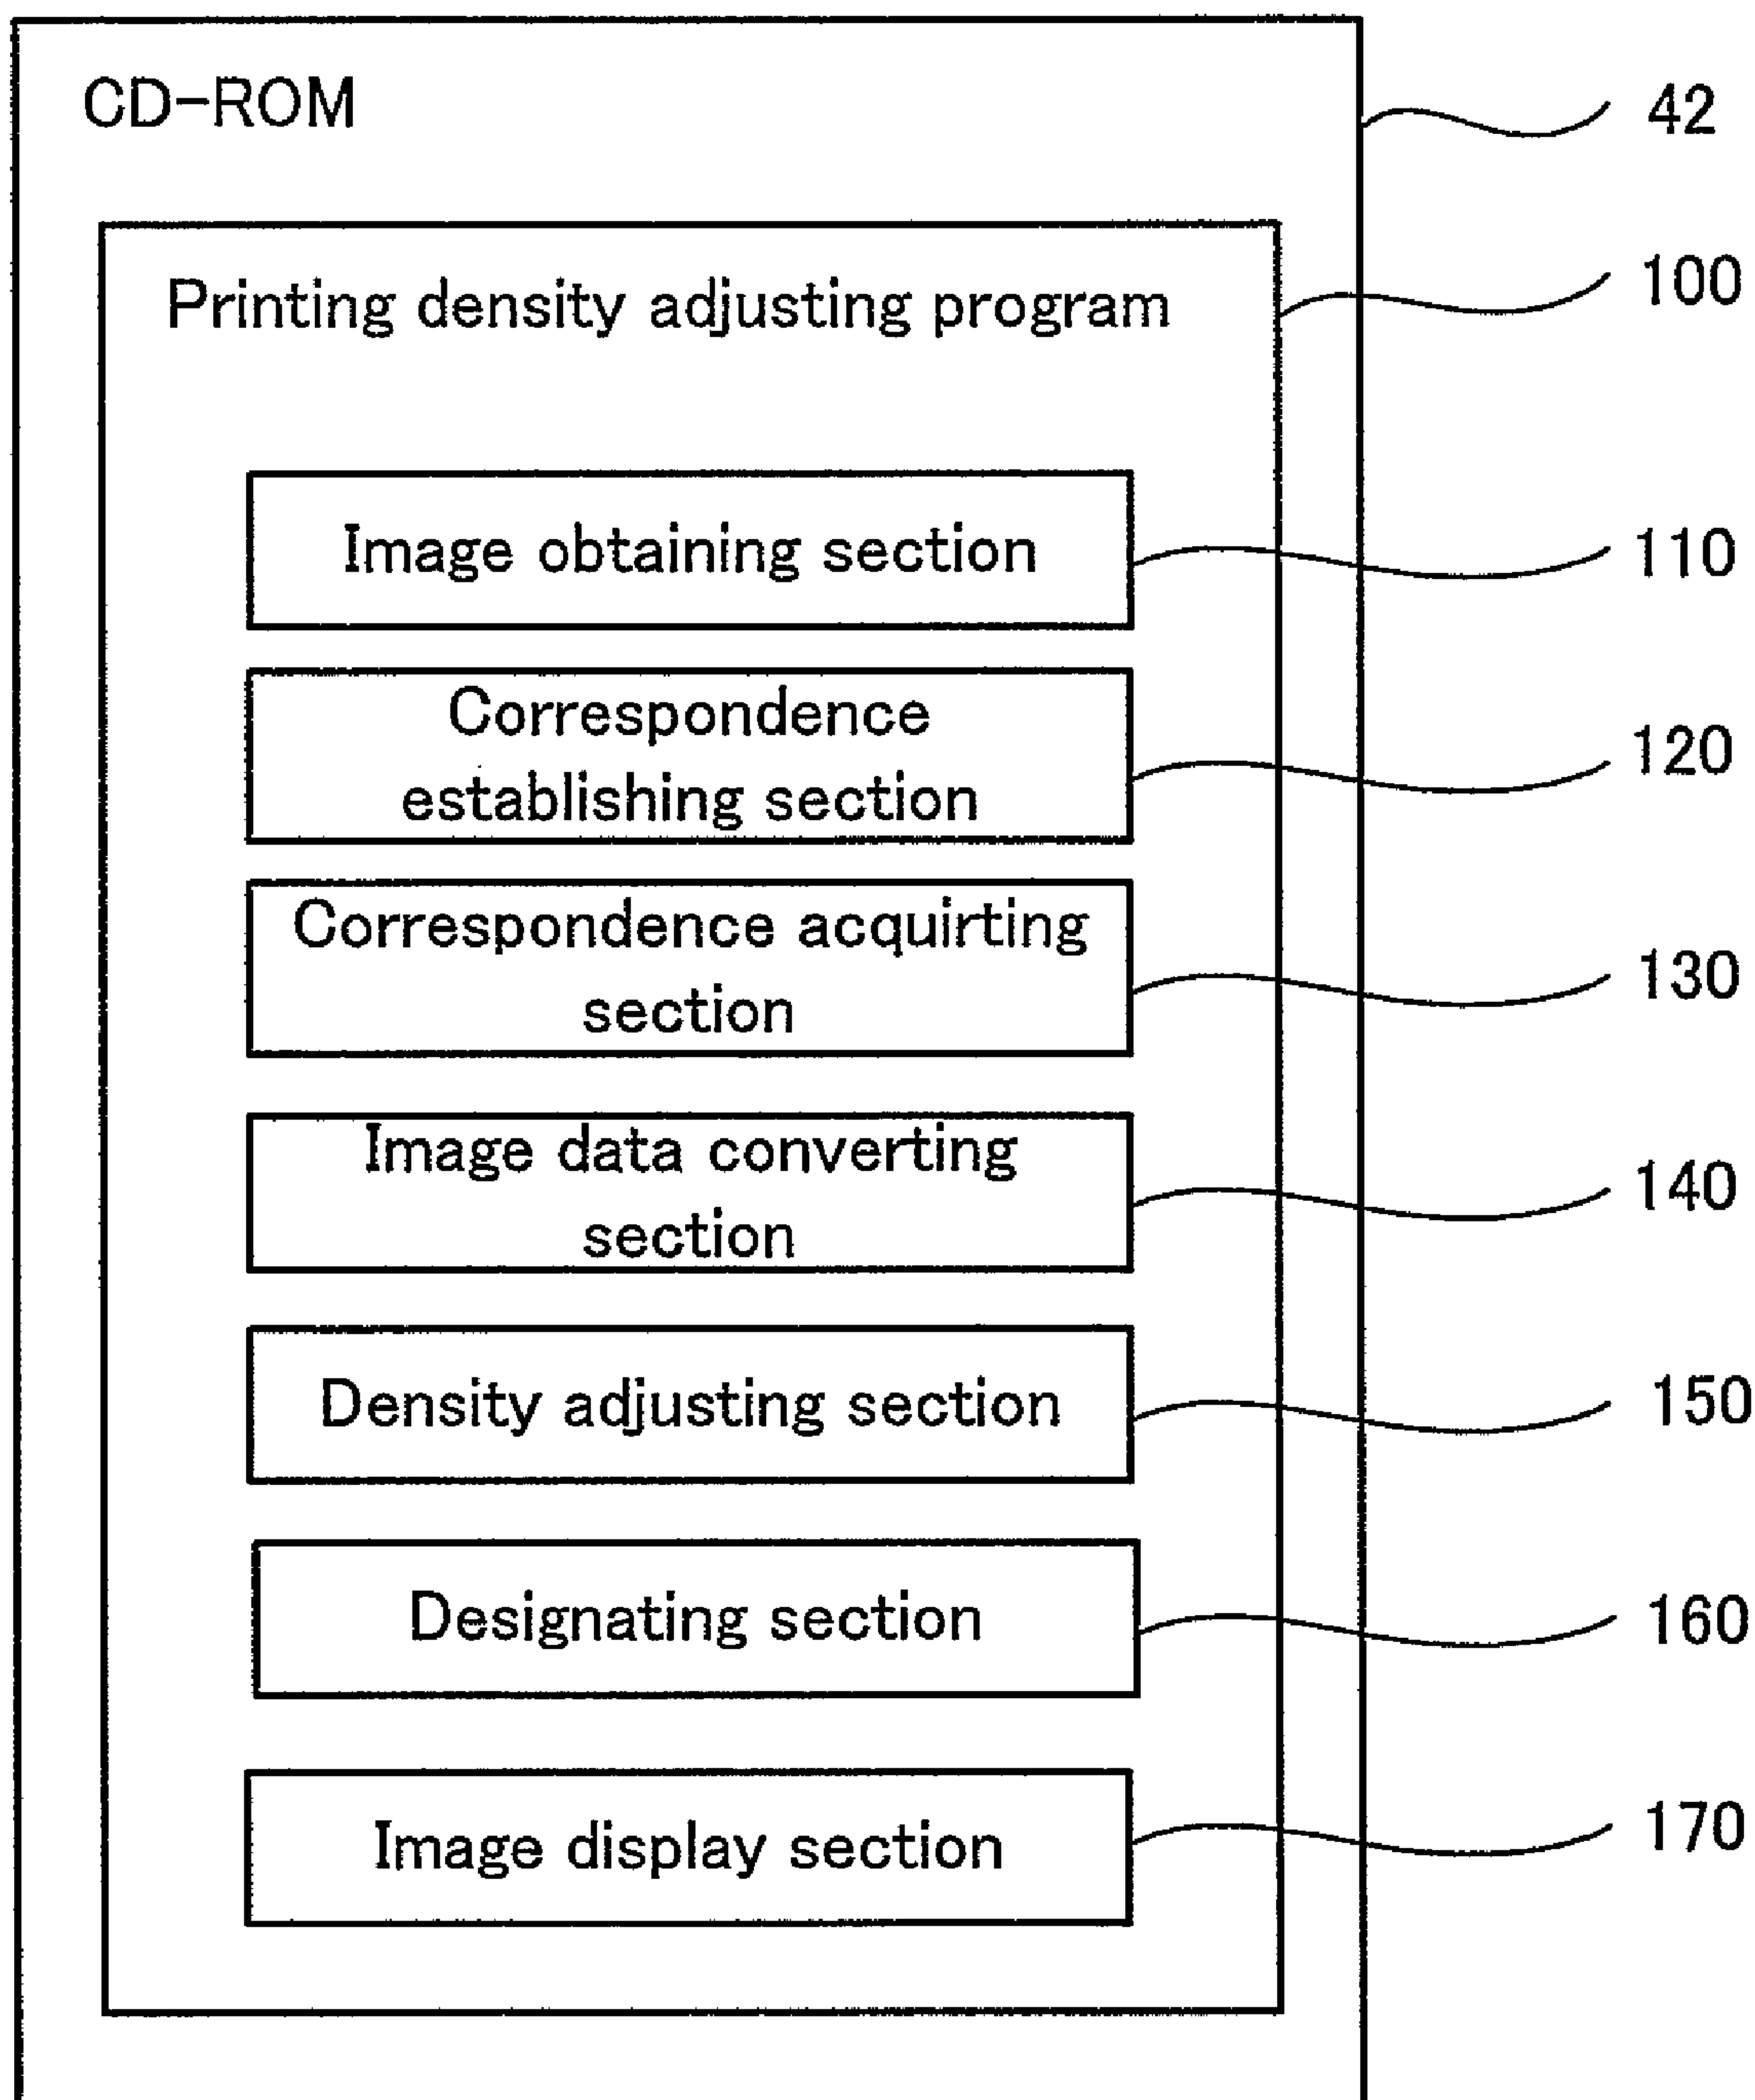 CD-ROM
42
Printing density adjusting program
100
Image obtaining section
110
Correspondence
establishing section
120
Correspondence acquirting
section
130
Image data converting
section
140
Density adjusting section
150
Designating section
160
Image display section
170